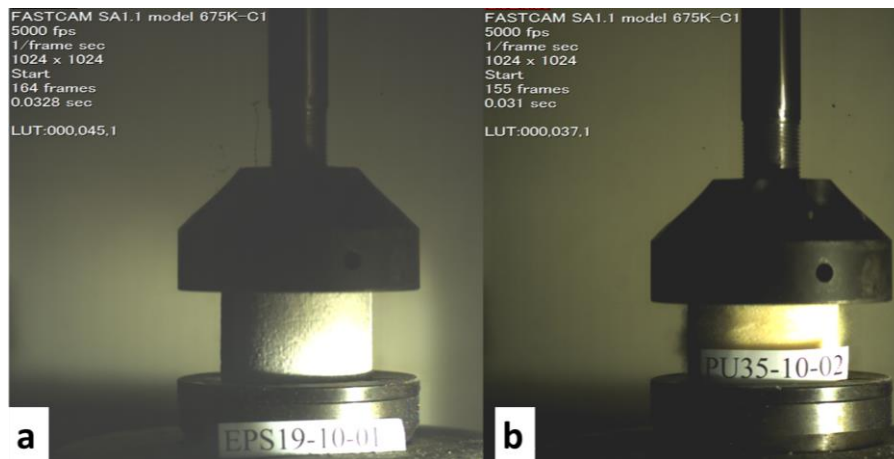 FASTCAM SA1.1 model 675K-C1
5000 fps
1/frame sec
1024 x 1024
Start
164 frames
0.0328 sec
LUT:000,045,1
EPS19-10-01
a
FASTCAM SA1.1 model 675K-C1
5000 fps
1/frame sec
1024 x 1024
Start
155 frames
0.031 sec
LUT:000,037,1
PU35-10-02
b